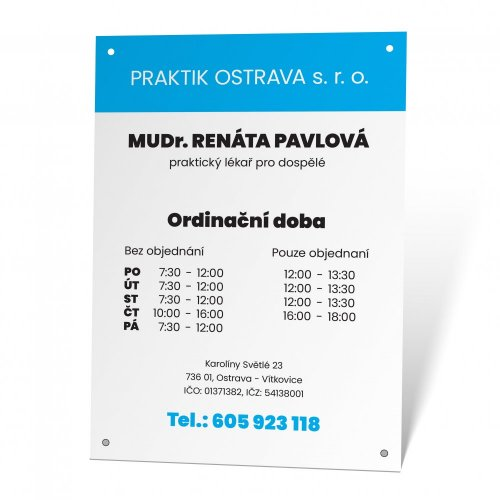 PRAKTIK OSTRAVA s. r. o.
MUDr. RENÁTA PAVLOVÁ
praktický lékař pro dospělé
Ordinační doba
Bez objednání Pouze objednaní
PO 7:30 - 12:00 12:00 - 13:30
ÚT 7:30 - 12:00 12:00 - 13:30
ST 7:30 - 12:00 12:00 - 13:30
ČT 10:00 - 16:00 16:00 - 18:00
PÁ 7:30 - 12:00
Karolíny Světlé 23
736 01, Ostrava - Vítkovice
IČO: 01371382, IČZ: 54138001
Tel.: 605 923 118